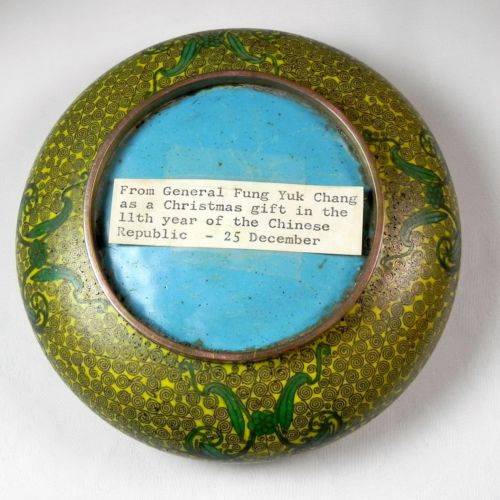 From General Fung Yuk Chang
as a Christmas gift in the
11th year of the Chinese
Republic - 25 December